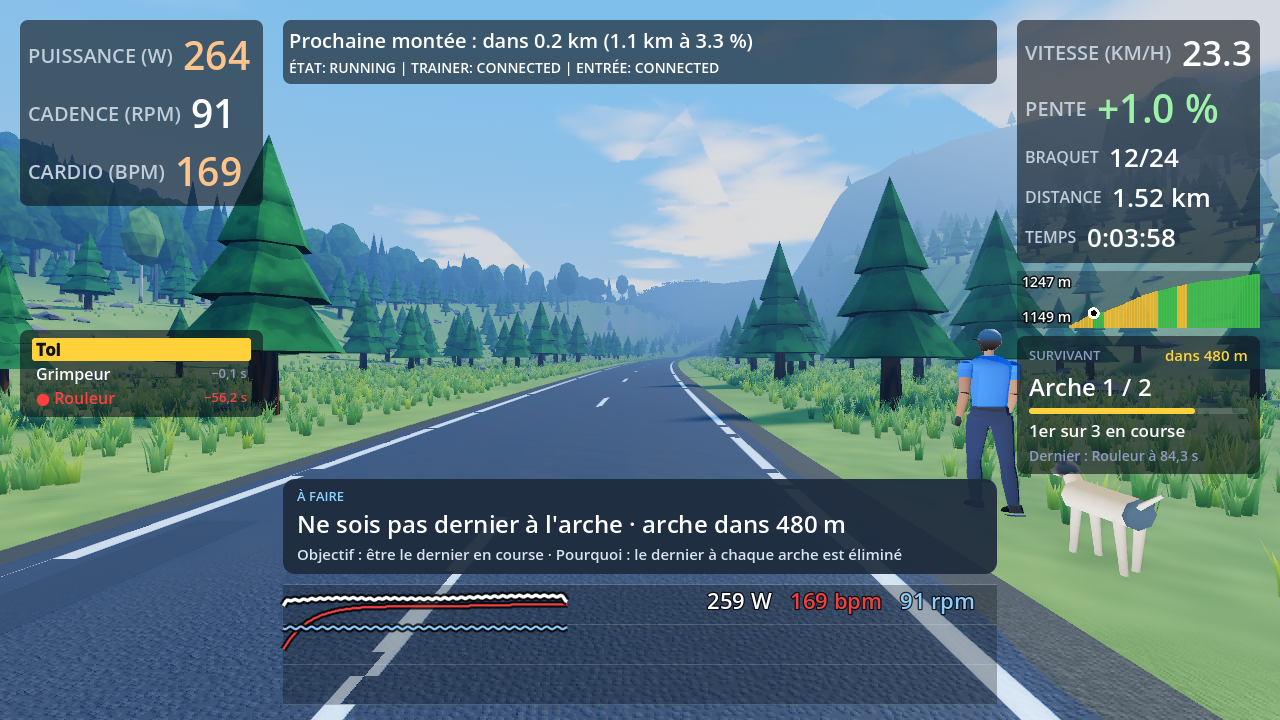 PUISSANCE (W) 264
CADENCE (RPM) 91
CARDIO (BPM) 169
Prochaine montée : dans 0.2 km (1.1 km à 3.3 %)
ÉTAT: RUNNING | TRAINER: CONNECTED | ENTRÉE: CONNECTED
VITESSE (KM/H) 23.3
PENTE +1.0 %
BRAQUET 12/24
DISTANCE 1.52 km
TEMPS 0:03:58
1247 m
1149 m
Toi
Grimpeur −0,1 s
Rouleur −56,2 s
SURVIVANT dans 480 m
Arche 1 / 2
1er sur 3 en course
Dernier : Rouleur à 84,3 s
À FAIRE
Ne sois pas dernier à l'arche · arche dans 480 m
Objectif : être le dernier en course · Pourquoi : le dernier à chaque arche est éliminé
259 W 169 bpm 91 rpm